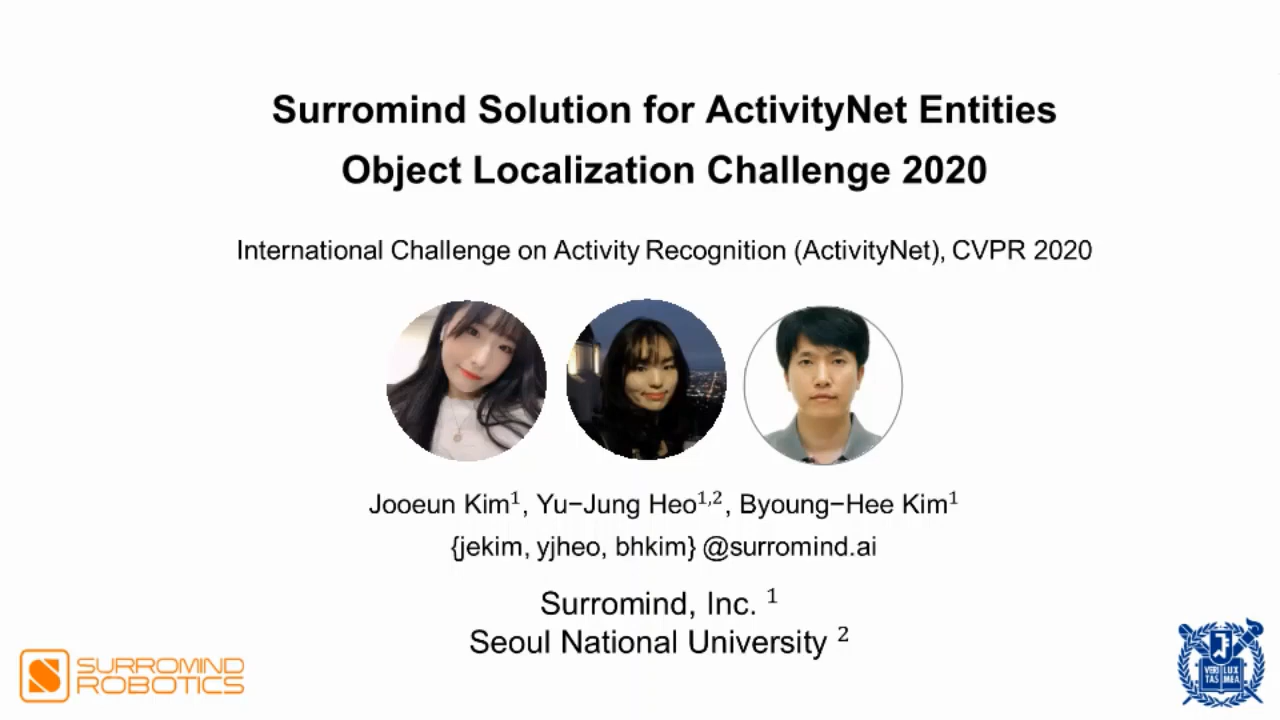 Surromind Solution for ActivityNet Entities
Object Localization Challenge 2020
International Challenge on Activity Recognition (ActivityNet), CVPR 2020
Jooeun Kim¹, Yu−Jung Heo¹,², Byoung−Hee Kim¹
{jekim, yjheo, bhkim} @surromind.ai
Surromind, Inc. ¹
Seoul National University ²
SURROMIND
ROBOTICS
VERI LUX
TAS MEA